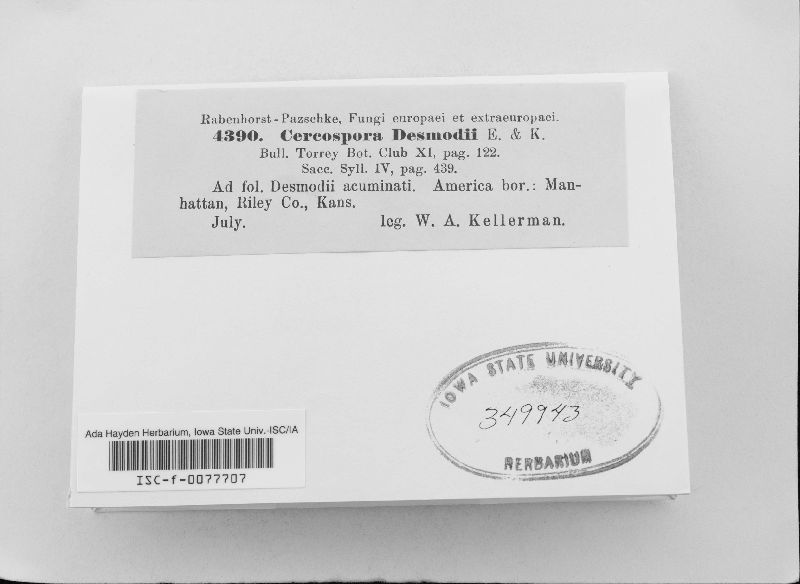 Rabenhorst-Pazschke, Fungi europaei et extraeuropaei.
4390. Cercospora Desmodii E. & K.
Bull. Torrey Bot. Club XI, pag. 122.
Sacc. Syll. IV, pag. 439.
Ad fol. Desmodii acuminati. America bor.: Man-
hattan, Riley Co., Kans.
July. leg. W. A. Kellerman.
IOWA STATE UNIVERSITY
349943
HERBARIUM
Ada Hayden Herbarium, Iowa State Univ.-ISC/IA
ISC-f-0077707